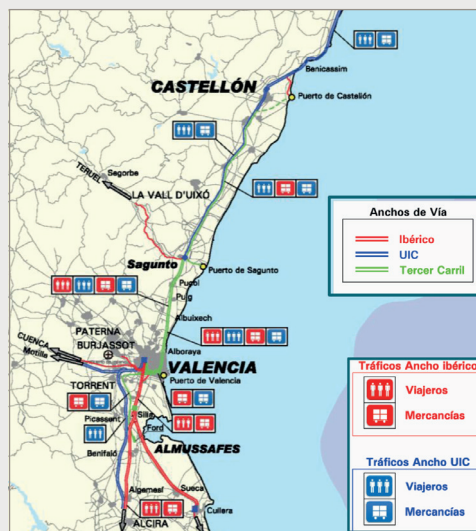 Benicassim
CASTELLÓN
Puerto de Castellón
Segorbe
TERUEL
LA VALL D'UIXÓ
Sagunto
Puerto de Sagunto
Puçol
Puig
Albuixech
PATERNA
BURJASSOT
CUENCA
Motilla
Alboraya
VALENCIA
Puerto de Valencia
TORRENT
Picassent
Silla
Ford
ALMUSSAFES
Benifaió
Algemesí
Sueca
Cullera
ALCIRA
Anchos de Vía
Ibérico
UIC
Tercer Carril
Tráficos Ancho ibérico
Viajeros
Mercancías
Tráficos Ancho UIC
Viajeros
Mercancías